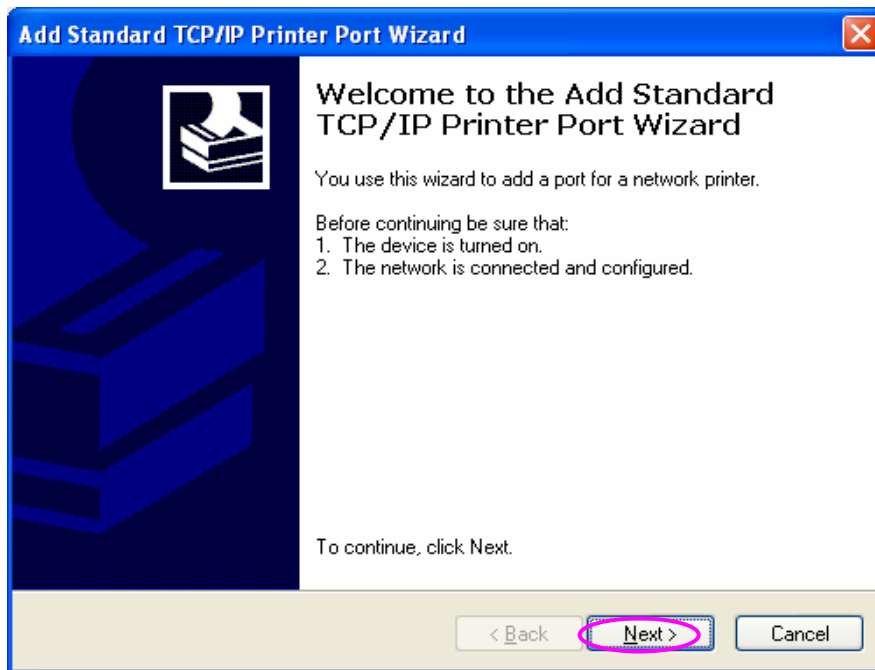 Add Standard TCP/IP Printer Port Wizard
Welcome to the Add Standard
TCP/IP Printer Port Wizard
You use this wizard to add a port for a network printer.
Before continuing be sure that:
1. The device is turned on.
2. The network is connected and configured.
To continue, click Next.
< Back
Next >
Cancel